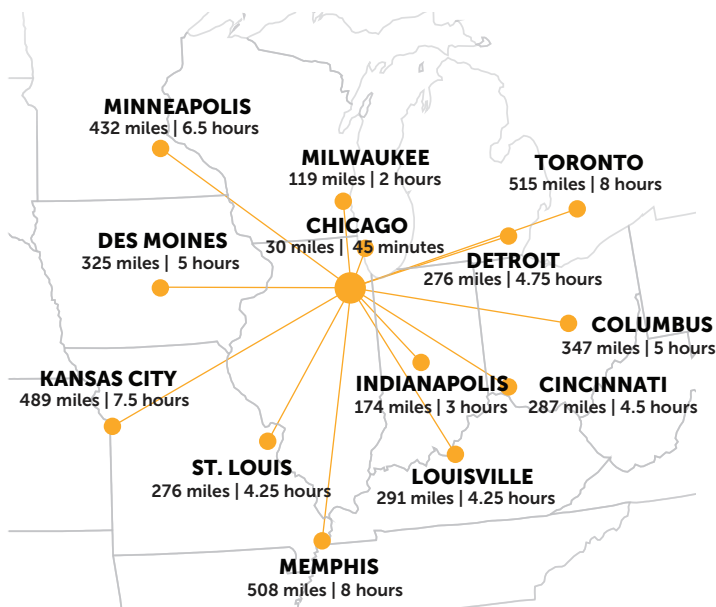 MINNEAPOLIS
432 miles | 6.5 hours
MILWAUKEE
119 miles | 2 hours
TORONTO
515 miles | 8 hours
CHICAGO
30 miles | 45 minutes
DES MOINES
325 miles | 5 hours
DETROIT
276 miles | 4.75 hours
COLUMBUS
347 miles | 5 hours
KANSAS CITY
489 miles | 7.5 hours
INDIANAPOLIS
174 miles | 3 hours
CINCINNATI
287 miles | 4.5 hours
ST. LOUIS
276 miles | 4.25 hours
LOUISVILLE
291 miles | 4.25 hours
MEMPHIS
508 miles | 8 hours